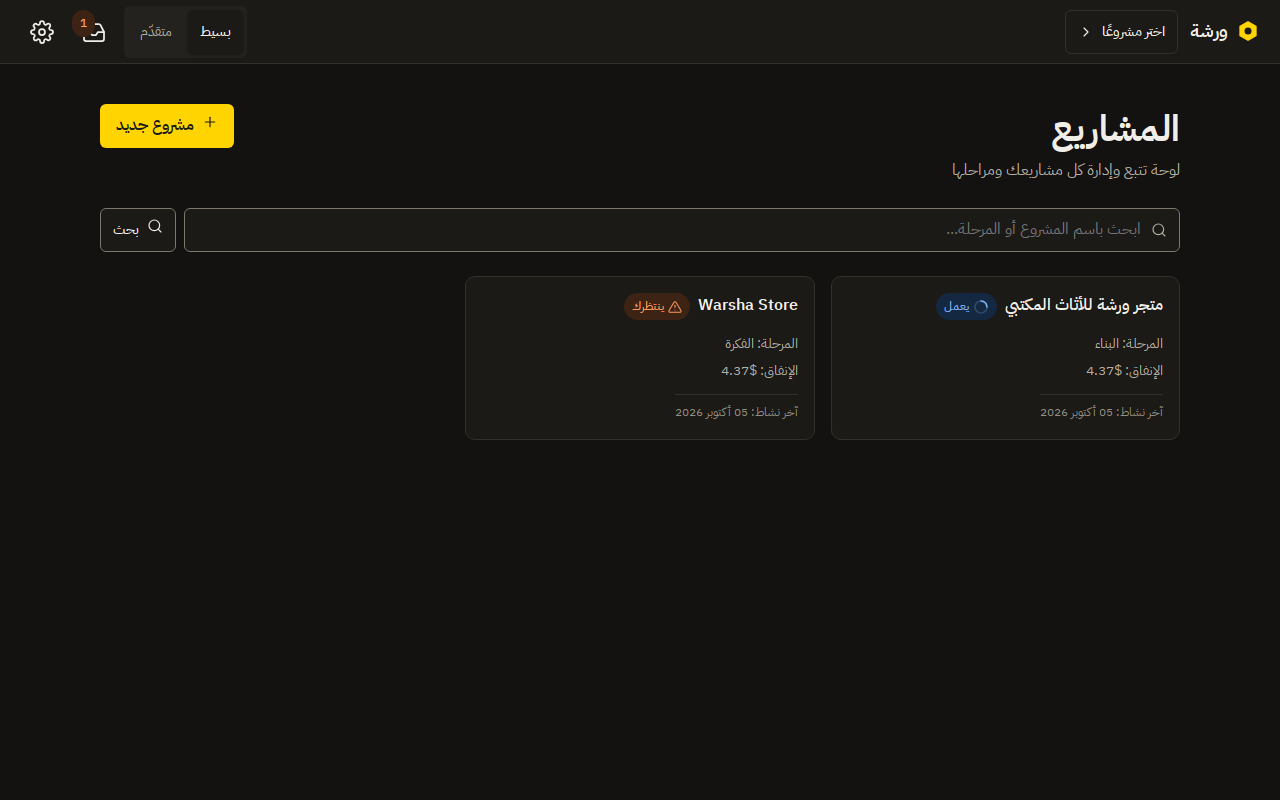 ورشة
اختر مشروعًا
بسيط
متقدّم
1
المشاريع
مشروع جديد
لوحة تتبع وإدارة كل مشاريعك ومراحلها
ابحث باسم المشروع أو المرحلة...
بحث
متجر ورشة للأثاث المكتبي
يعمل
المرحلة: البناء
الإنفاق: $4.37
آخر نشاط: 05 أكتوبر 2026
Warsha Store
ينتظرك
المرحلة: الفكرة
الإنفاق: $4.37
آخر نشاط: 05 أكتوبر 2026